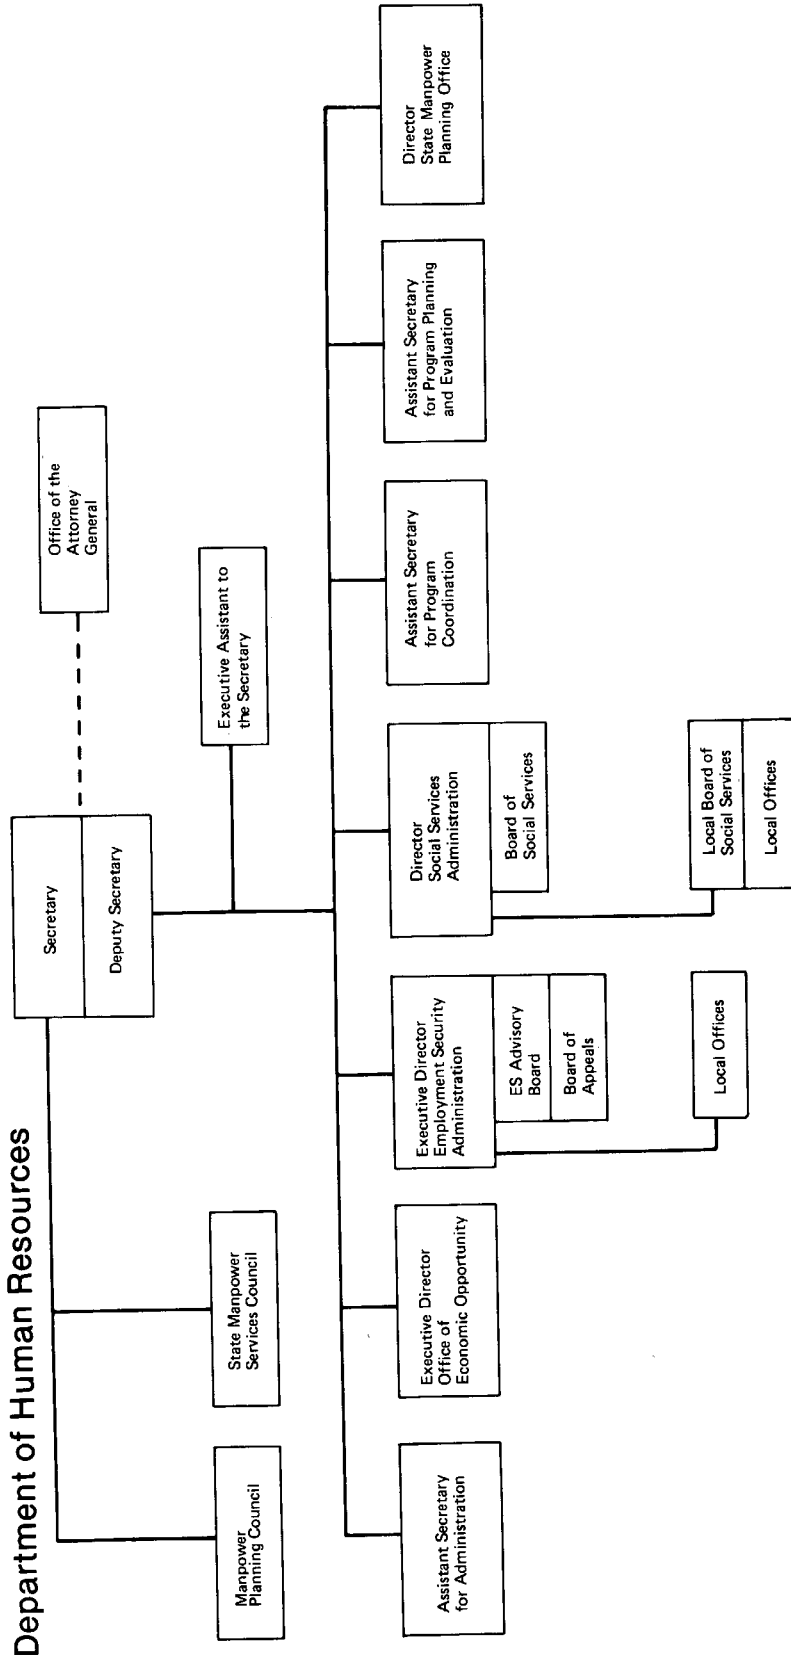 Department of Human Resources
Secretary
Deputy Secretary
Office of the
Attorney
General
Executive Assistant to
the Secretary
Manpower
Planning Council
State Manpower
Services Council
Assistant Secretary
for Administration
Executive Director
Office of
Economic Opportunity
Executive Director
Employment Security
Administration
ES Advisory
Board
Board of
Appeals
Local Offices
Director
Social Services
Administration
Board of
Social Services
Local Board of
Social Services
Local Offices
Assistant Secretary
for Program
Coordination
Assistant Secretary
for Program Planning
and Evaluation
Director
State Manpower
Planning Office